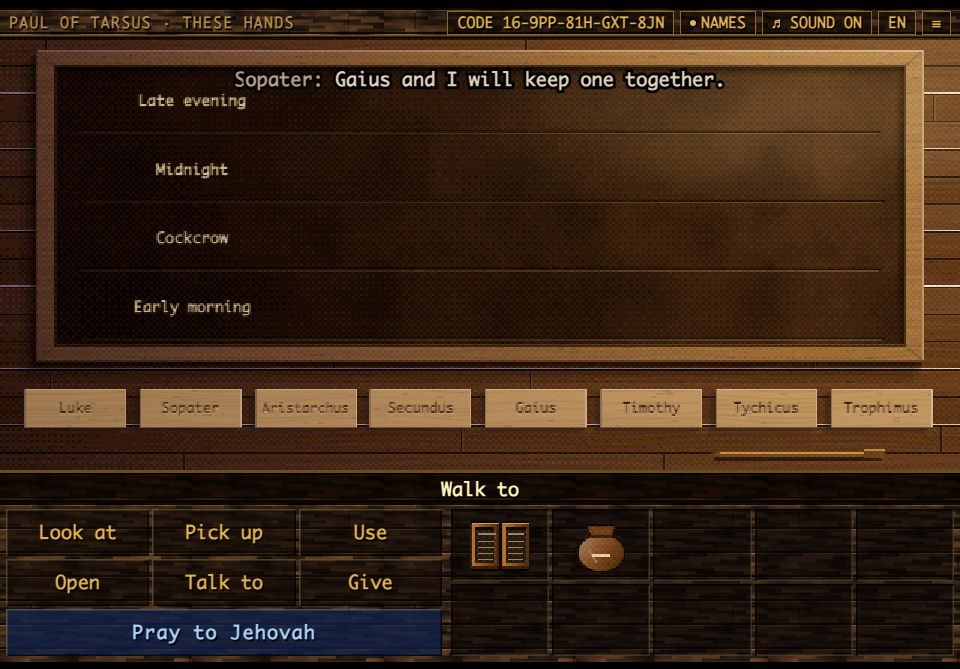 PAUL OF TARSUS · THESE HANDS
CODE 16-9PP-81H-GXT-8JN
• NAMES
♬ SOUND ON
EN
≡
Sopater: Gaius and I will keep one together.
Late evening
Midnight
Cockcrow
Early morning
Luke
Sopater
Aristarchus
Secundus
Gaius
Timothy
Tychicus
Trophimus
Walk to
Look at
Pick up
Use
Open
Talk to
Give
Pray to Jehovah